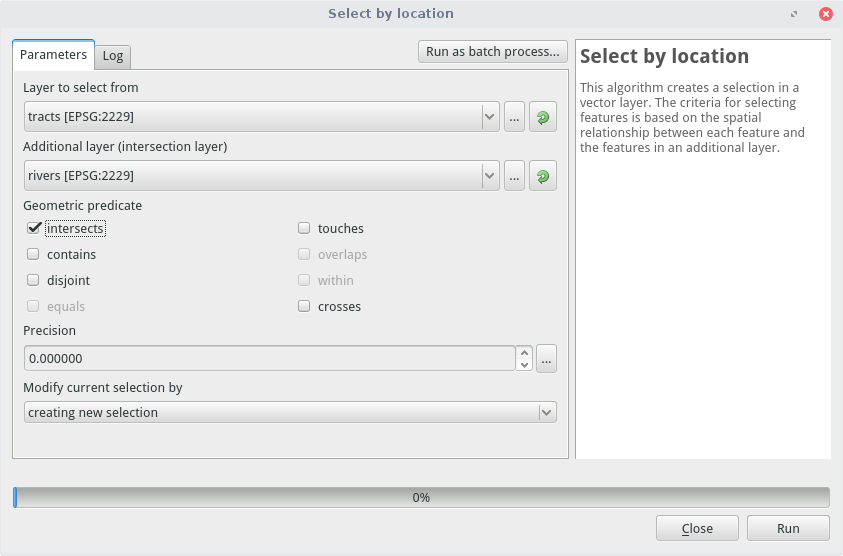 Select by location
Parameters
Log
Run as batch process...
Layer to select from
tracts [EPSG:2229]
...
Additional layer (intersection layer)
rivers [EPSG:2229]
...
Geometric predicate
intersects
touches
contains
overlaps
disjoint
within
equals
crosses
Precision
0.000000
...
Modify current selection by
creating new selection
Select by location
This algorithm creates a selection in a
vector layer. The criteria for selecting
features is based on the spatial
relationship between each feature and
the features in an additional layer.
0%
Close
Run